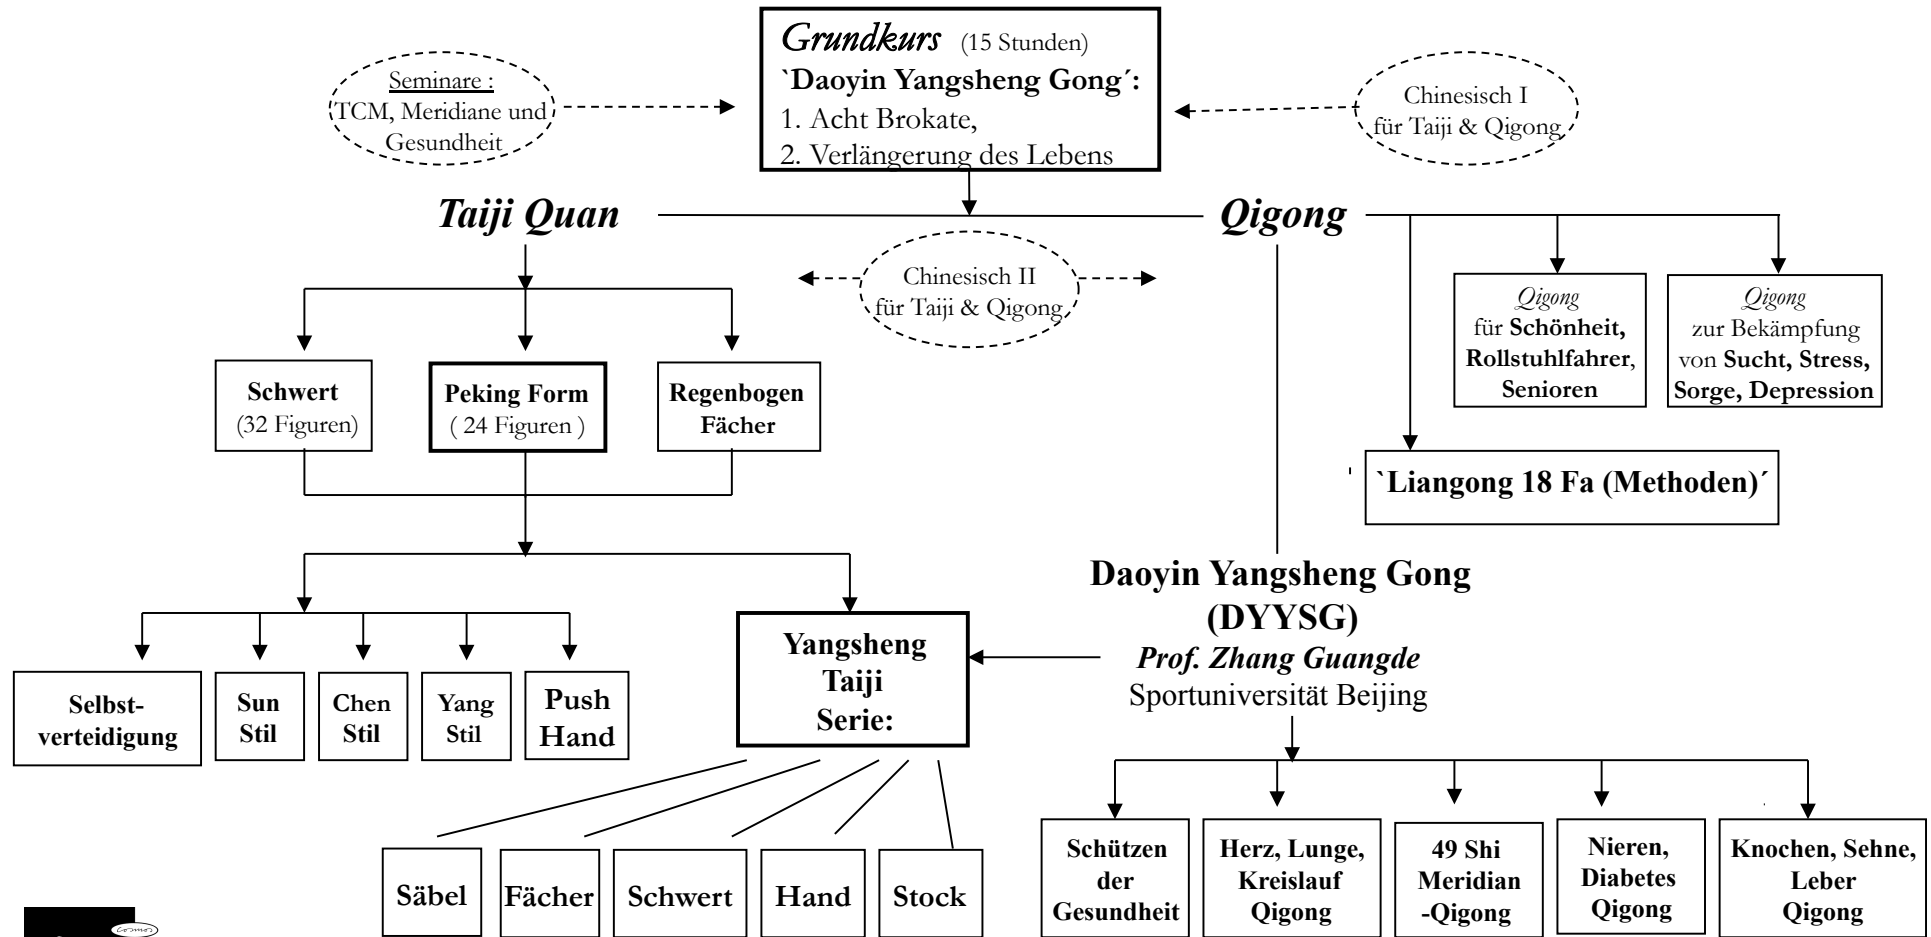 Grundkurs (15 Stunden)
`Daoyin Yangsheng Gong´:
1. Acht Brokate,
2. Verlängerung des Lebens
Seminare :
TCM, Meridiane und
Gesundheit
Chinesisch I
für Taiji & Qigong
Taiji Quan
Qigong
Chinesisch II
für Taiji & Qigong
Qigong
für Schönheit,
Rollstuhlfahrer,
Senioren
Qigong
zur Bekämpfung
von Sucht, Stress,
Sorge, Depression
Schwert
(32 Figuren)
Peking Form
( 24 Figuren )
Regenbogen
Fächer
`Liangong 18 Fa (Methoden)´
Daoyin Yangsheng Gong
(DYYSG)
Prof. Zhang Guangde
Sportuniversität Beijing
Yangsheng
Taiji
Serie:
Selbst-
verteidigung
Sun
Stil
Chen
Stil
Yang
Stil
Push
Hand
Säbel
Fächer
Schwert
Hand
Stock
Schützen
der
Gesundheit
Herz, Lunge,
Kreislauf
Qigong
49 Shi
Meridian
-Qigong
Nieren,
Diabetes
Qigong
Knochen, Sehne,
Leber
Qigong
cosmos